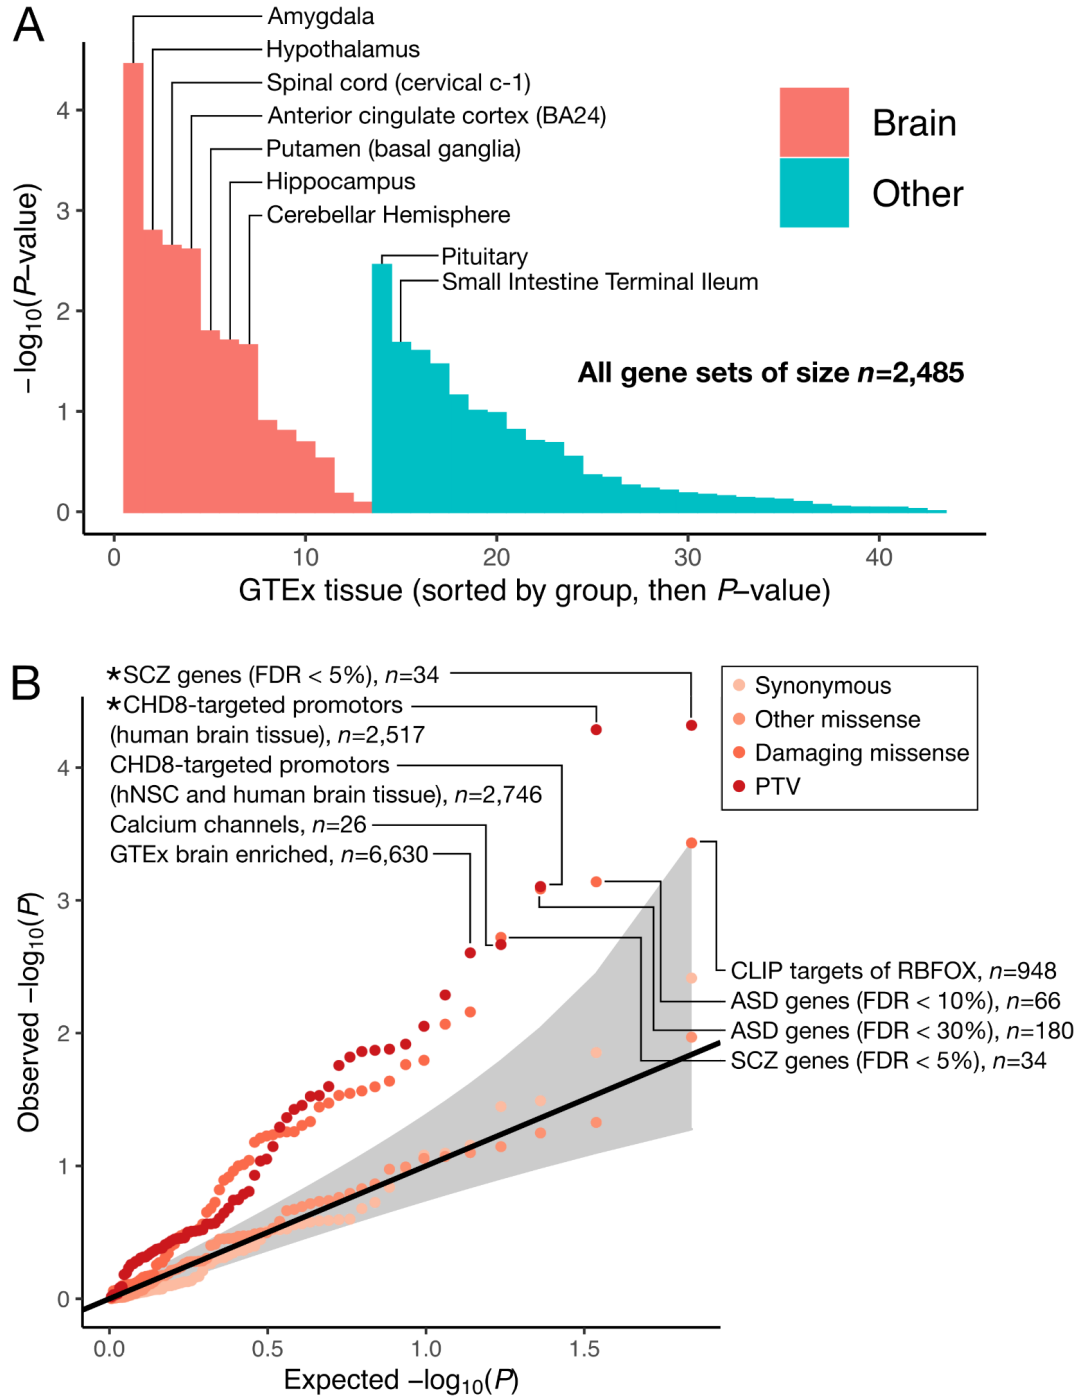 A
Amygdala
Hypothalamus
Spinal cord (cervical c-1)
Anterior cingulate cortex (BA24)
Putamen (basal ganglia)
Hippocampus
Cerebellar Hemisphere
Brain
Other
Pituitary
Small Intestine Terminal Ileum
All gene sets of size n=2,485
−log10(P−value)
4
3
2
1
0
0 10 20 30 40
GTEx tissue (sorted by group, then P−value)
B
*SCZ genes (FDR < 5%), n=34
*CHD8-targeted promotors
(human brain tissue), n=2,517
CHD8-targeted promotors
(hNSC and human brain tissue), n=2,746
Calcium channels, n=26
GTEx brain enriched, n=6,630
Synonymous
Other missense
Damaging missense
PTV
CLIP targets of RBFOX, n=948
ASD genes (FDR < 10%), n=66
ASD genes (FDR < 30%), n=180
SCZ genes (FDR < 5%), n=34
Observed −log10(P)
4
3
2
1
0
0.0 0.5 1.0 1.5
Expected −log10(P)